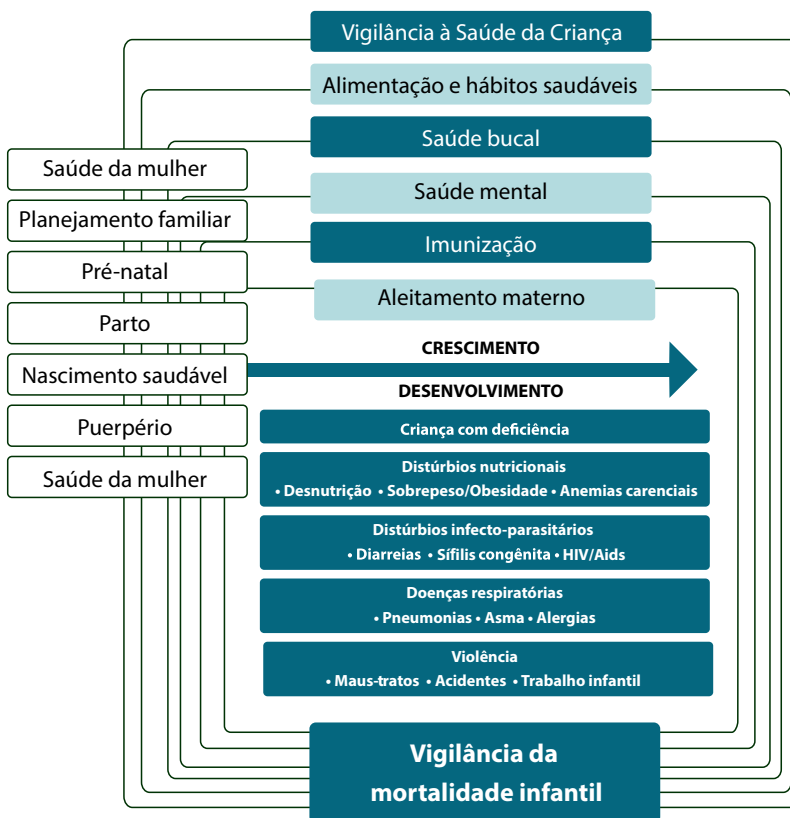 Vigilância à Saúde da Criança
Alimentação e hábitos saudáveis
Saúde bucal
Saúde mental
Imunização
Aleitamento materno
Saúde da mulher
Planejamento familiar
Pré-natal
Parto
Nascimento saudável
Puerpério
Saúde da mulher
CRESCIMENTO
DESENVOLVIMENTO
Criança com deficiência
Distúrbios nutricionais
• Desnutrição • Sobrepeso/Obesidade • Anemias carenciais
Distúrbios infecto-parasitários
• Diarreias • Sífilis congênita • HIV/Aids
Doenças respiratórias
• Pneumonias • Asma • Alergias
Violência
• Maus-tratos • Acidentes • Trabalho infantil
Vigilância da
mortalidade infantil